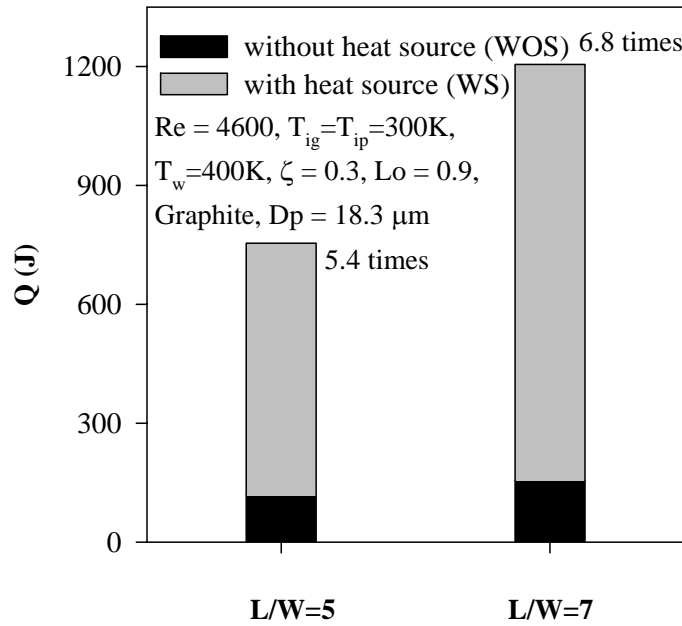 without heat source (WOS)
6.8 times
with heat source (WS)
Re = 4600, T_ig=T_ip=300K,
T_w=400K, ζ = 0.3, Lo = 0.9,
Graphite, Dp = 18.3 μm
5.4 times
Q (J)
1200
900
600
300
0
L/W=5
L/W=7